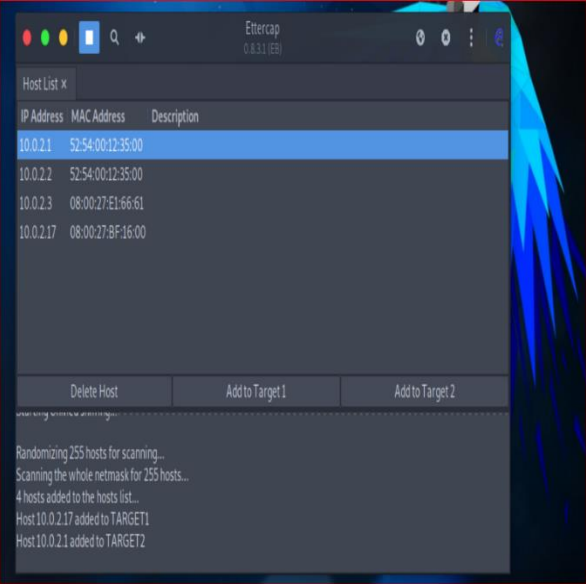 Ettercap
0.8.3.1 (EB)
Host List ×
IP Address MAC Address Description
10.0.2.1 52:54:00:12:35:00
10.0.2.2 52:54:00:12:35:00
10.0.2.3 08:00:27:E1:66:61
10.0.2.17 08:00:27:BF:16:00
Delete Host Add to Target 1 Add to Target 2
Starting Unified sniffing...
Randomizing 255 hosts for scanning...
Scanning the whole netmask for 255 hosts...
4 hosts added to the hosts list...
Host 10.0.2.17 added to TARGET1
Host 10.0.2.1 added to TARGET2